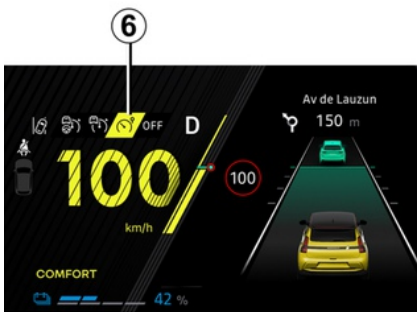 6
Av de Lauzun
150 m
OFF D
100
100
km/h
COMFORT
42 %